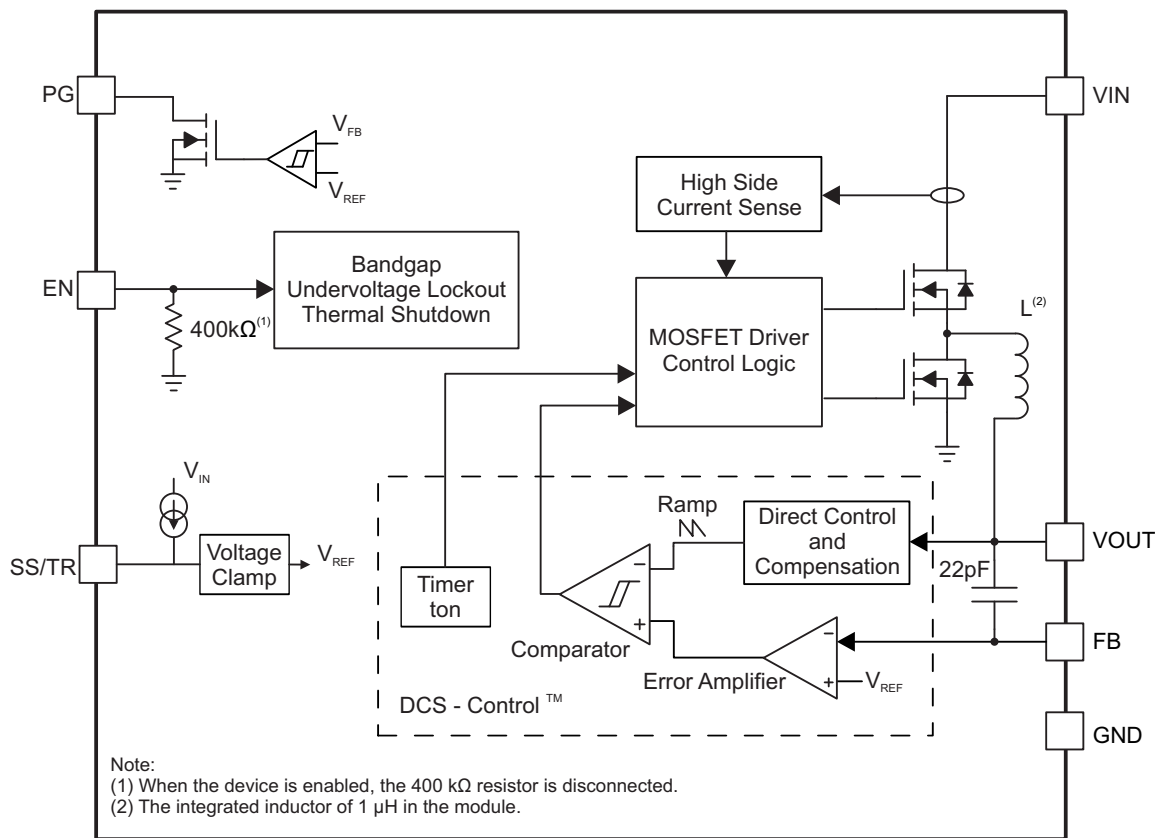 PG
VIN
V_FB
V_REF
High Side
Current Sense
EN
Bandgap
Undervoltage Lockout
Thermal Shutdown
400kΩ(1)
MOSFET Driver
Control Logic
L(2)
V_IN
SS/TR
Voltage
Clamp
V_REF
Timer
ton
Ramp
Direct Control
and
Compensation
VOUT
22pF
−
+
Comparator
−
+
V_REF
Error Amplifier
FB
DCS - Control ™
GND
Note:
(1) When the device is enabled, the 400 kΩ resistor is disconnected.
(2) The integrated inductor of 1 µH in the module.